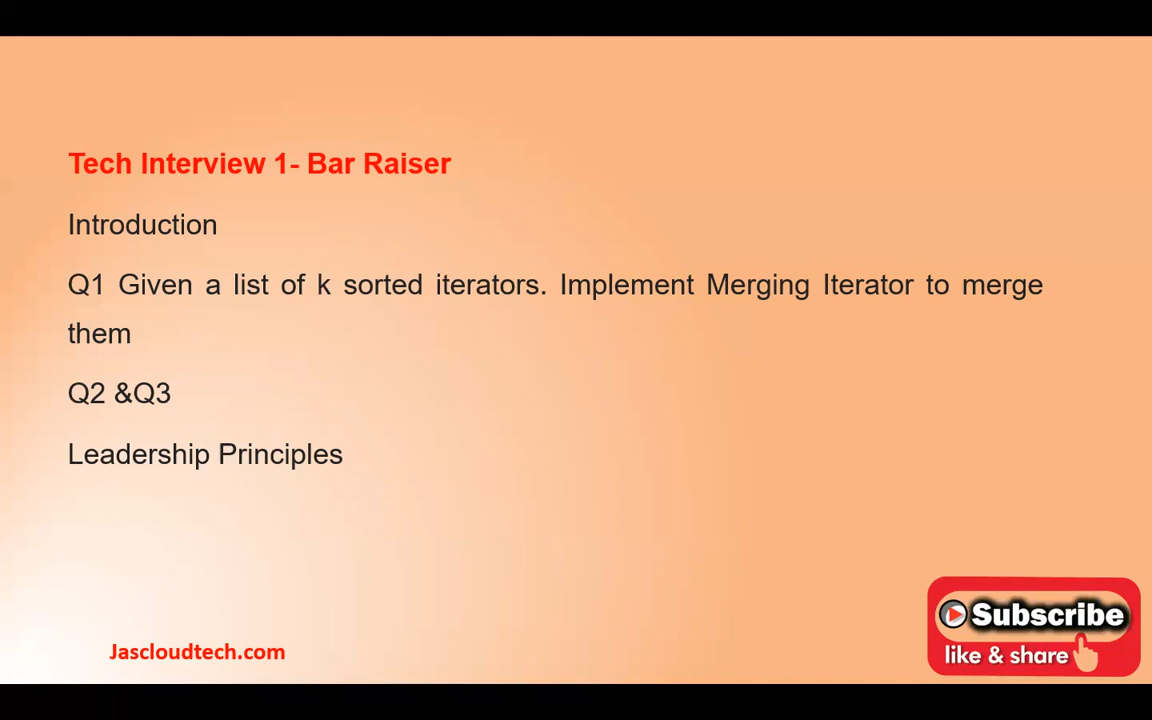 Tech Interview 1- Bar Raiser
Introduction
Q1 Given a list of k sorted iterators. Implement Merging Iterator to merge
them
Q2 &Q3
Leadership Principles
Jascloudtech.com
Subscribe
like & share